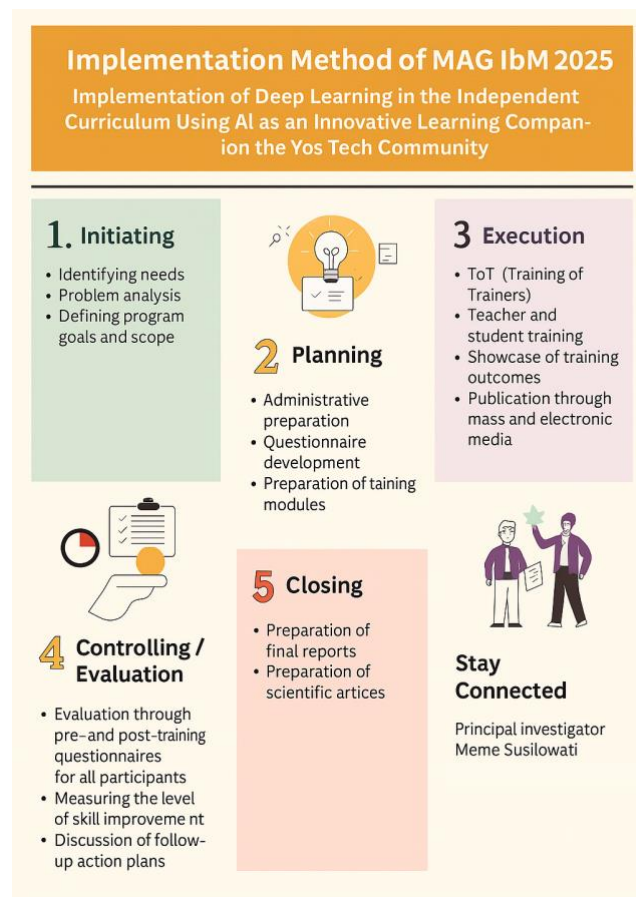 Implementation Method of MAG IbM 2025
Implementation of Deep Learning in the Independent
Curriculum Using AI as an Innovative Learning Compan-
ion the Yos Tech Community
1. Initiating
• Identifying needs
• Problem analysis
• Defining program
goals and scope
2 Planning
• Administrative
preparation
• Questionnaire
development
• Preparation of taining
modules
3 Execution
• ToT (Training of
Trainers)
• Teacher and
student training
• Showcase of training
outcomes
• Publication through
mass and electronic
media
4 Controlling /
Evaluation
• Evaluation through
pre–and post-training
questionnaires
for all participants
• Measuring the level
of skill improveme nt
• Discussion of follow-
up action plans
5 Closing
• Preparation of
final reports
• Preparation of
scientific artices
Stay
Connected
Principal investigator
Meme Susilowati